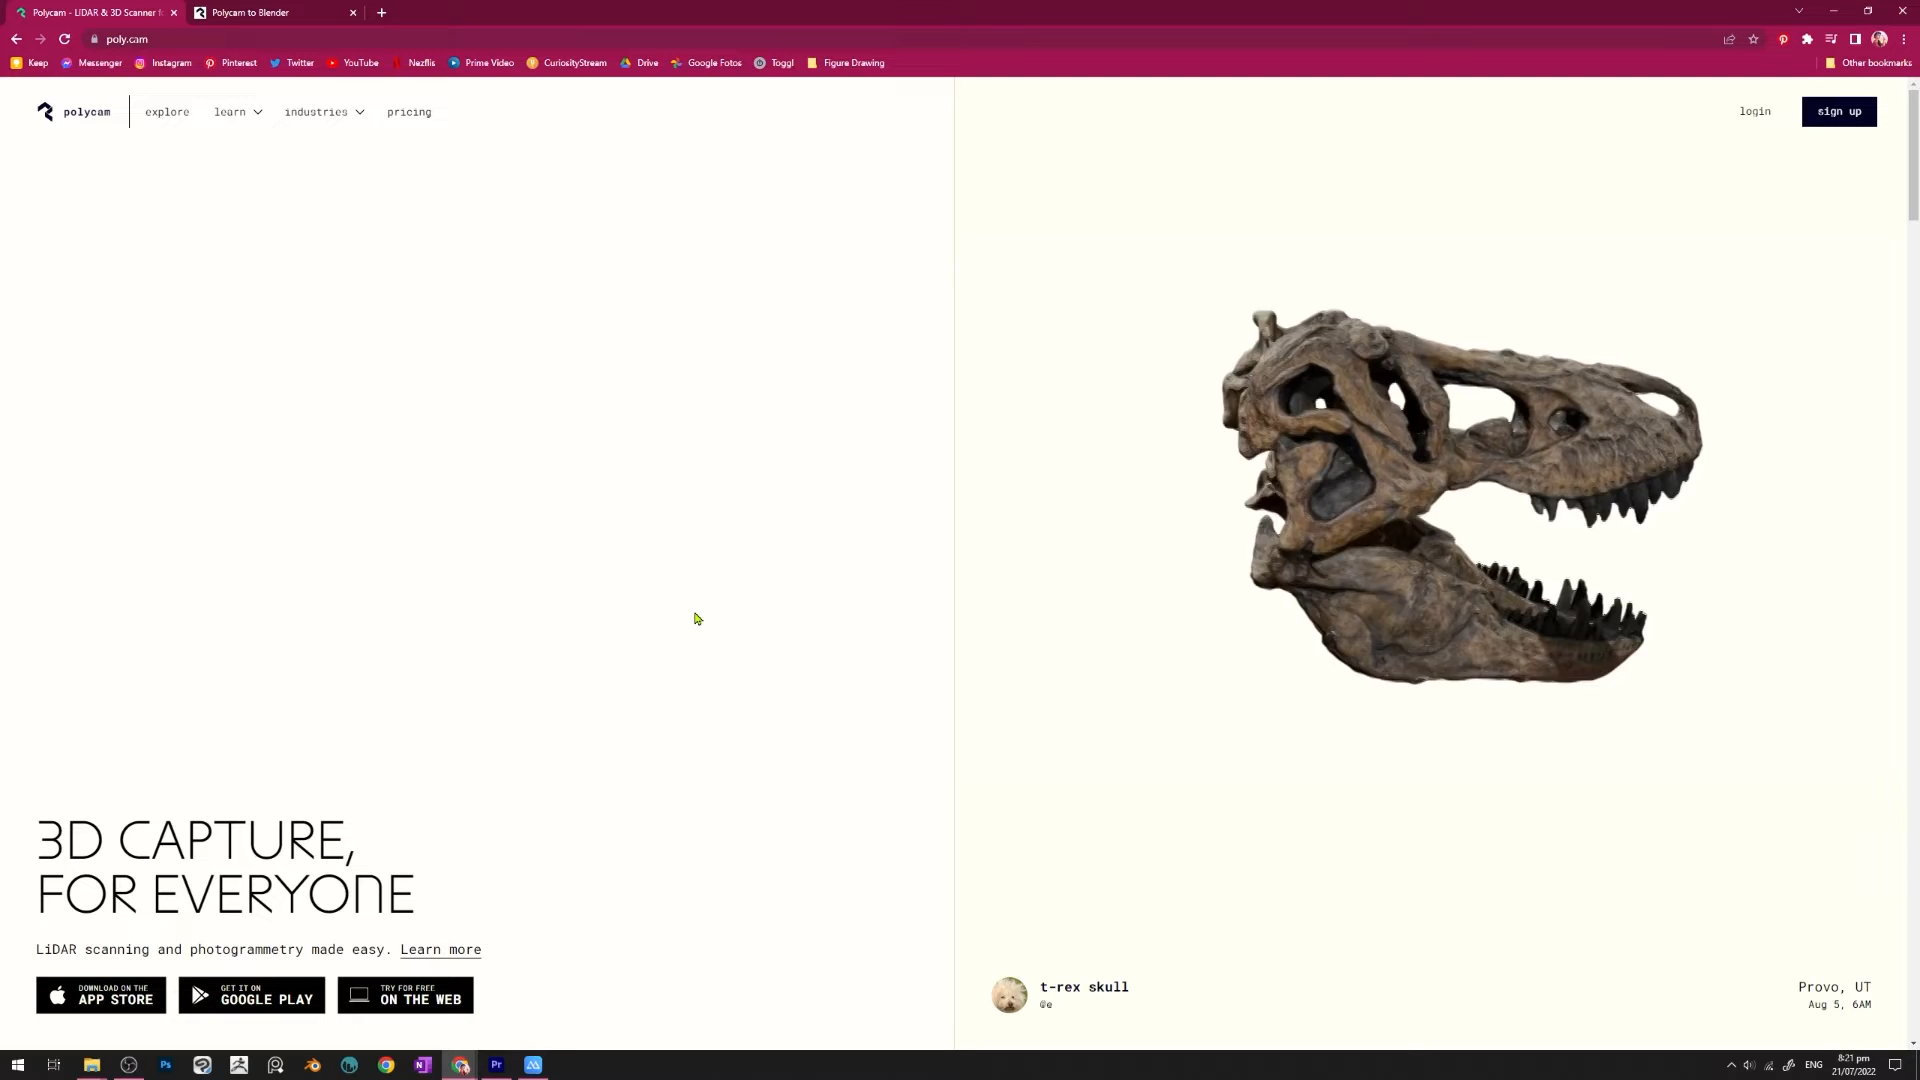 Polycam - LiDAR & 3D Scanner fo
Polycam to Blender
poly.cam
Keep
Messenger
Instagram
Pinterest
Twitter
YouTube
Nezflis
Prime Video
CuriosityStream
Drive
Google Fotos
Toggl
Figure Drawing
Other bookmarks
polycam
explore
learn
industries
pricing
login
sign up
3D CAPTURE,
FOR EVERYONE
LiDAR scanning and photogrammetry made easy. Learn more
DOWNLOAD ON THE
APP STORE
GET IT ON
GOOGLE PLAY
TRY FOR FREE
ON THE WEB
t-rex skull
@e
Provo, UT
Aug 5, 6AM
Ps
N
Pr
ENG
8:21 pm
21/07/2022